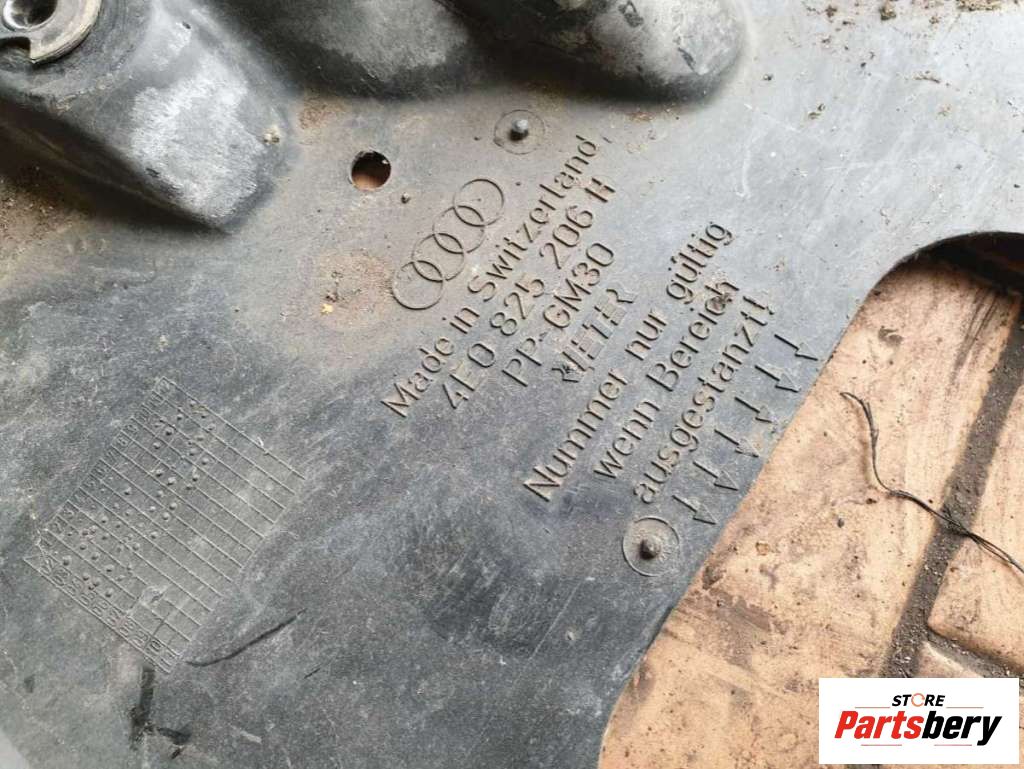 Made in Switzerland
4E0 825 206 H
PP-GM30
Nummer nur gültig
wenn Bereich
ausgestanzt!
STORE
Partsbery